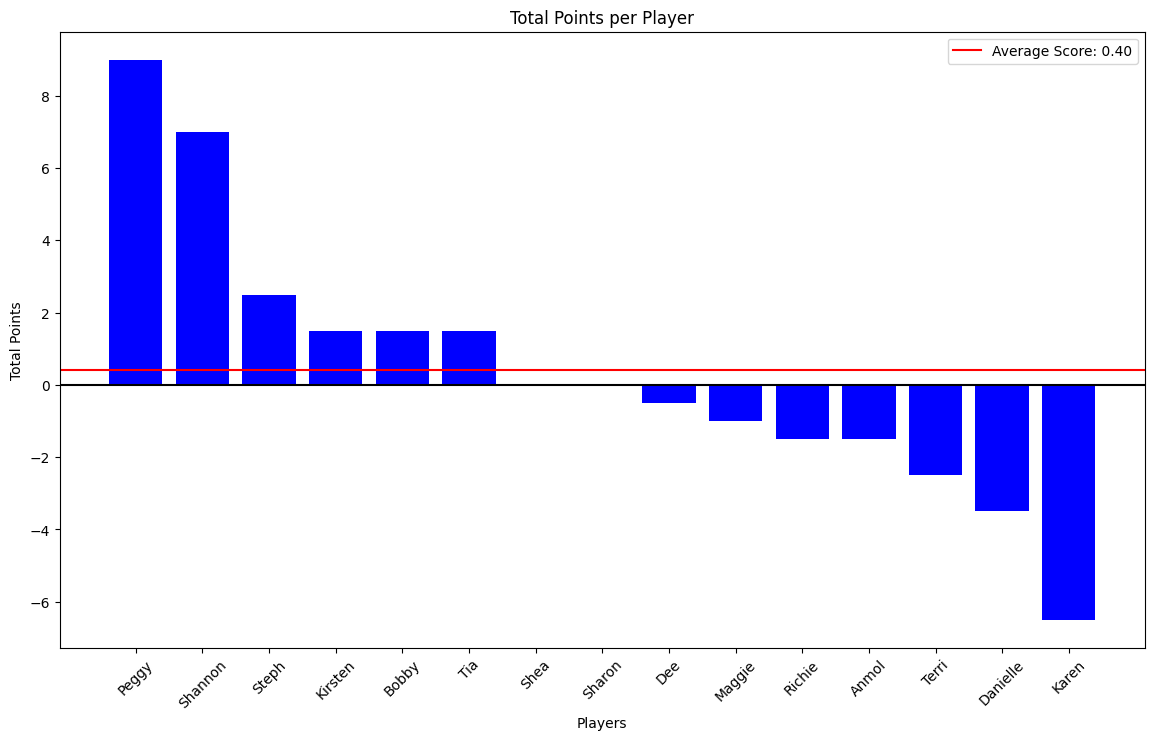 Total Points per Player
Average Score: 0.40
Total Points
8
6
4
2
0
−2
−4
−6
Peggy
Shannon
Steph
Kirsten
Bobby
Tia
Shea
Sharon
Dee
Maggie
Richie
Anmol
Terri
Danielle
Karen
Players